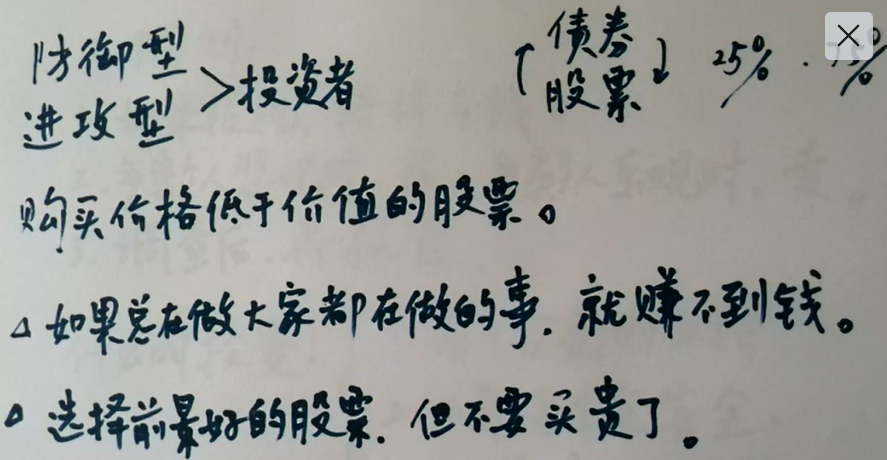 防御型
进攻型 > 投资者
↑ 债券 ↓ 25% · 75%
股票
购买价格低于价值的股票。
△ 如果总在做大家都在做的事. 就赚不到钱。
△ 选择前景好的股票. 但不要买贵了。